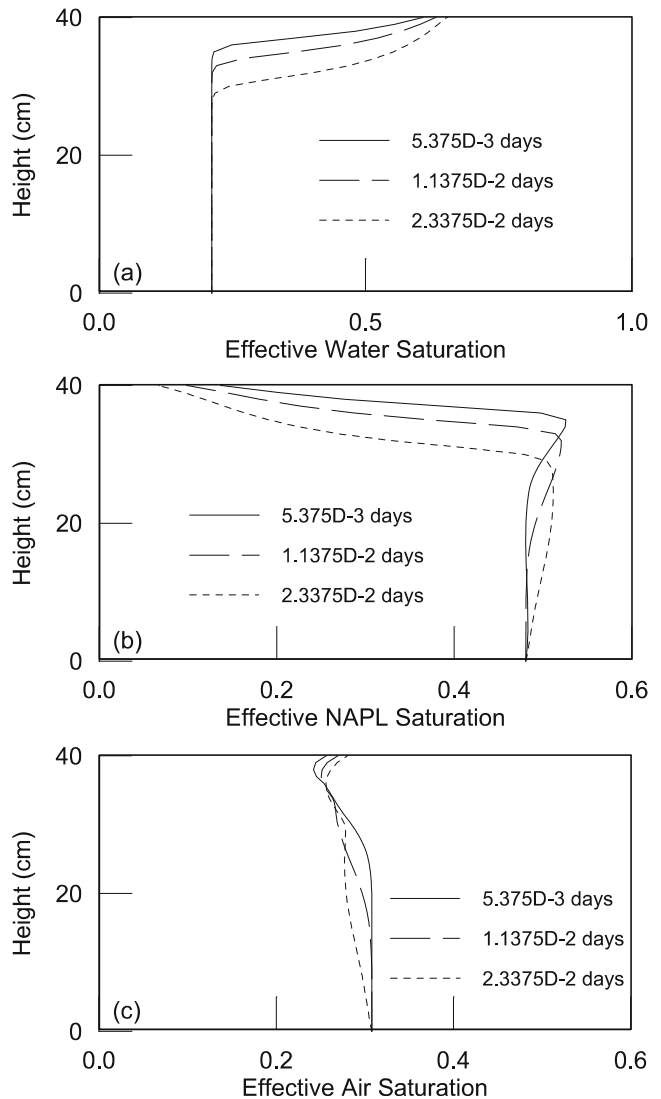 40
20
0
Height (cm)
5.375D-3 days
1.1375D-2 days
2.3375D-2 days
(a)
0.0 0.5 1.0
Effective Water Saturation
40
20
0
Height (cm)
5.375D-3 days
1.1375D-2 days
2.3375D-2 days
(b)
0.0 0.2 0.4 0.6
Effective NAPL Saturation
40
20
0
Height (cm)
5.375D-3 days
1.1375D-2 days
2.3375D-2 days
(c)
0.0 0.2 0.4 0.6
Effective Air Saturation